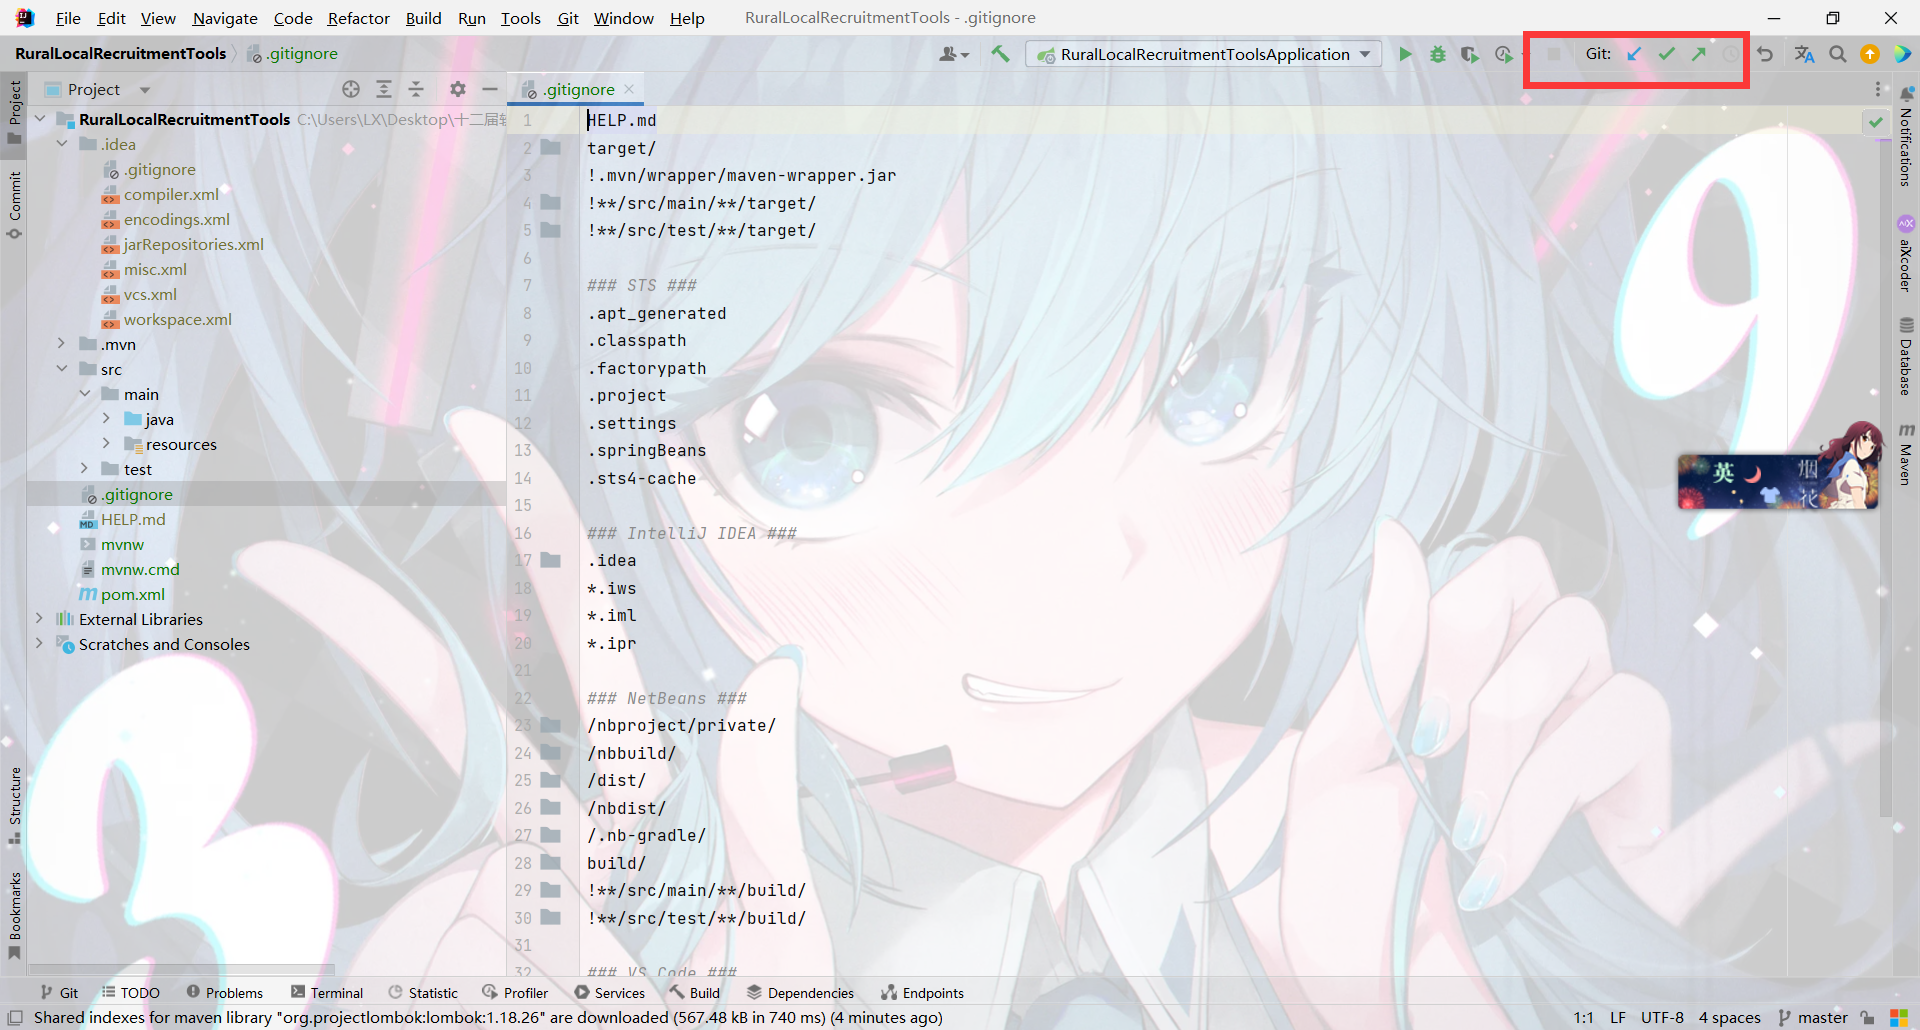 File Edit View Navigate Code Refactor Build Run Tools Git Window Help RuralLocalRecruitmentTools - .gitignore
RuralLocalRecruitmentTools .gitignore
RuralLocalRecruitmentToolsApplication
Git:
Project
.gitignore
RuralLocalRecruitmentTools C:\Users\LX\Desktop\十二届
.idea
.gitignore
compiler.xml
encodings.xml
jarRepositories.xml
misc.xml
vcs.xml
workspace.xml
.mvn
src
main
java
resources
test
.gitignore
HELP.md
mvnw
mvnw.cmd
pom.xml
External Libraries
Scratches and Consoles
Project
Commit
Structure
Bookmarks
1 HELP.md
2 target/
3 !.mvn/wrapper/maven-wrapper.jar
4 !**/src/main/**/target/
5 !**/src/test/**/target/
6
7 ### STS ###
8 .apt_generated
9 .classpath
10 .factorypath
11 .project
12 .settings
13 .springBeans
14 .sts4-cache
15
16 ### IntelliJ IDEA ###
17 .idea
18 *.iws
19 *.iml
20 *.ipr
21
22 ### NetBeans ###
23 /nbproject/private/
24 /nbbuild/
25 /dist/
26 /nbdist/
27 /.nb-gradle/
28 build/
29 !**/src/main/**/build/
30 !**/src/test/**/build/
31
32 ### VS Code ###
Notifications
aiXcoder
Database
Maven
英
烟
花
Git TODO Problems Terminal Statistic Profiler Services Build Dependencies Endpoints
Shared indexes for maven library "org.projectlombok:lombok:1.18.26" are downloaded (567.48 kB in 740 ms) (4 minutes ago) 1:1 LF UTF-8 4 spaces master